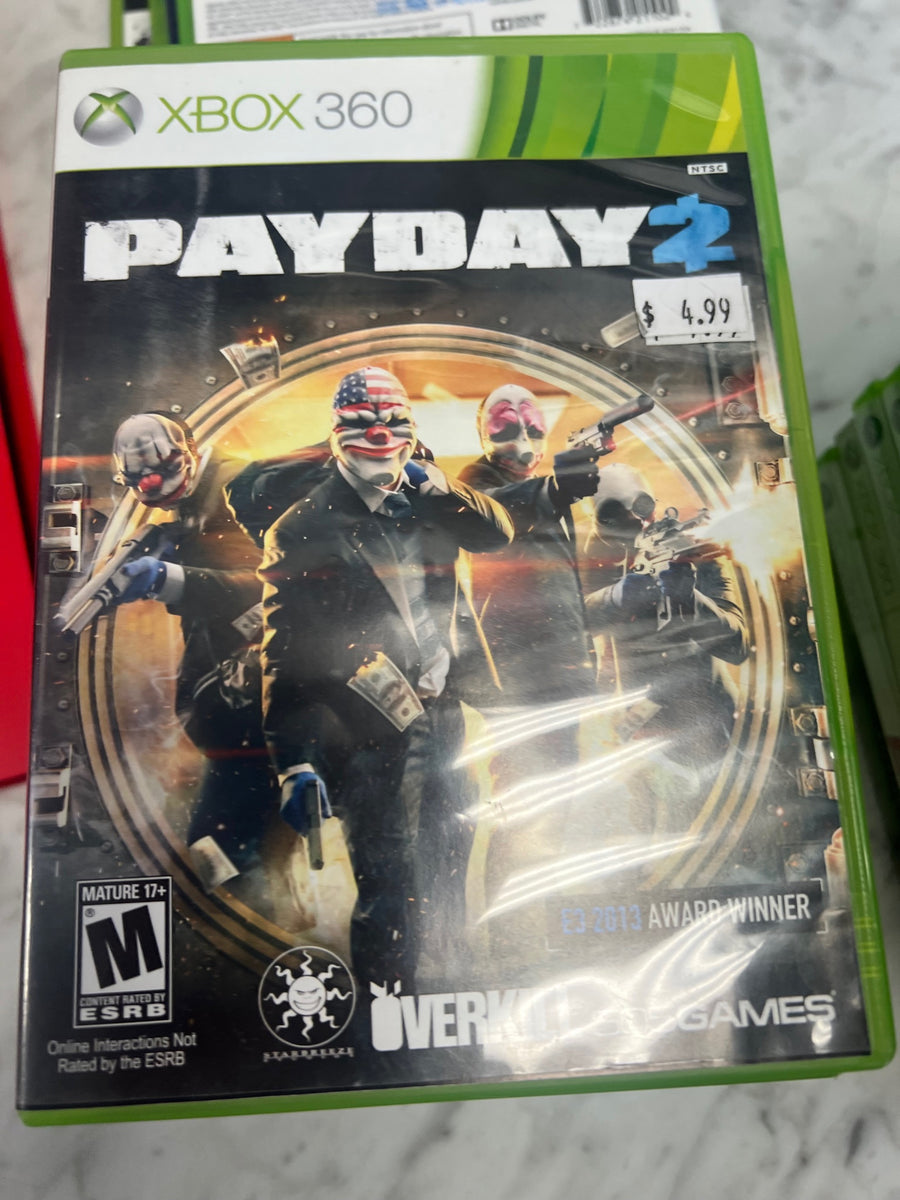 XBOX 360
NTSC
PAYDAY 2
$ 4.99
E3 2013 AWARD WINNER
MATURE 17+
M
®
CONTENT RATED BY
ESRB
Online Interactions Not
Rated by the ESRB
STARBREEZE
OVERKILL
GAMES